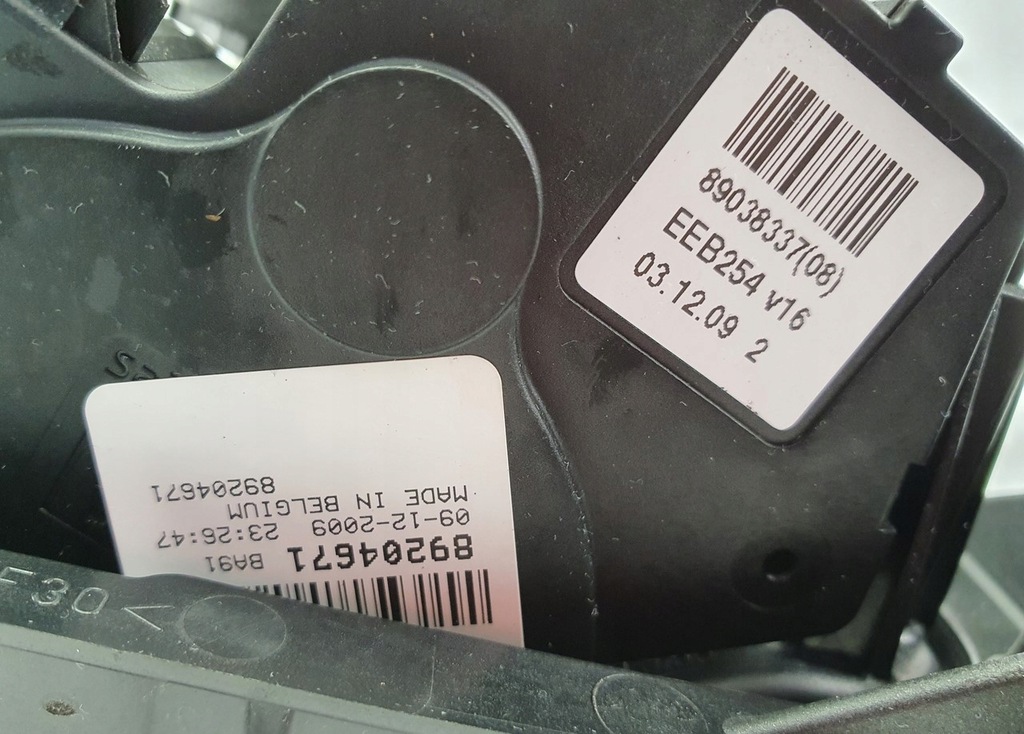 89038337(08)
EEB254 v16
03.12.09 2
89204671 BA91
09-12-2009 23:26:47
MADE IN BELGIUM
89204671
F30 <